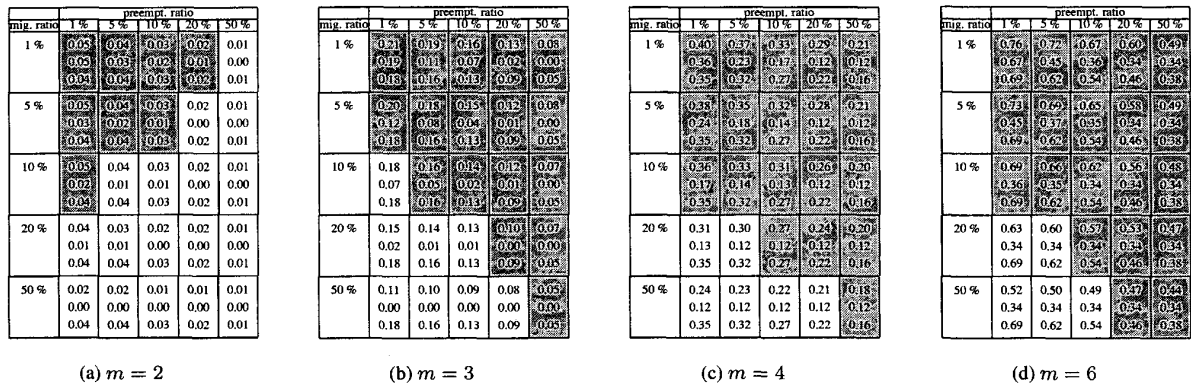 preempt. ratio
mig. ratio 1 % 5 % 10 % 20 % 50 %
1 % 0.05 0.04 0.03 0.02 0.01
0.05 0.03 0.02 0.01 0.00
0.04 0.04 0.03 0.02 0.01
5 % 0.05 0.04 0.03 0.02 0.01
0.03 0.02 0.01 0.00 0.00
0.04 0.04 0.03 0.02 0.01
10 % 0.05 0.04 0.03 0.02 0.01
0.02 0.01 0.01 0.00 0.00
0.04 0.04 0.03 0.02 0.01
20 % 0.04 0.03 0.02 0.02 0.01
0.01 0.01 0.00 0.00 0.00
0.04 0.04 0.03 0.02 0.01
50 % 0.02 0.02 0.01 0.01 0.01
0.00 0.00 0.00 0.00 0.00
0.04 0.04 0.03 0.02 0.01
(a) m = 2
preempt. ratio
mig. ratio 1 % 5 % 10 % 20 % 50 %
1 % 0.21 0.19 0.16 0.13 0.08
0.19 0.11 0.07 0.02 0.00
0.18 0.16 0.13 0.09 0.05
5 % 0.20 0.18 0.15 0.12 0.08
0.12 0.08 0.04 0.01 0.00
0.18 0.16 0.13 0.09 0.05
10 % 0.18 0.16 0.14 0.12 0.07
0.07 0.05 0.02 0.01 0.00
0.18 0.16 0.13 0.09 0.05
20 % 0.15 0.14 0.13 0.10 0.07
0.02 0.01 0.01 0.00 0.00
0.18 0.16 0.13 0.09 0.05
50 % 0.11 0.10 0.09 0.08 0.05
0.00 0.00 0.00 0.00 0.00
0.18 0.16 0.13 0.09 0.05
(b) m = 3
preempt. ratio
mig. ratio 1 % 5 % 10 % 20 % 50 %
1 % 0.40 0.37 0.33 0.29 0.21
0.36 0.23 0.17 0.12 0.12
0.35 0.32 0.27 0.22 0.16
5 % 0.38 0.35 0.32 0.28 0.21
0.24 0.18 0.14 0.12 0.12
0.35 0.32 0.27 0.22 0.16
10 % 0.36 0.33 0.31 0.26 0.20
0.17 0.14 0.13 0.12 0.12
0.35 0.32 0.27 0.22 0.16
20 % 0.31 0.30 0.27 0.24 0.20
0.13 0.12 0.12 0.12 0.12
0.35 0.32 0.27 0.22 0.16
50 % 0.24 0.23 0.22 0.21 0.18
0.12 0.12 0.12 0.12 0.12
0.35 0.32 0.27 0.22 0.16
(c) m = 4
preempt. ratio
mig. ratio 1 % 5 % 10 % 20 % 50 %
1 % 0.76 0.72 0.67 0.60 0.49
0.67 0.45 0.36 0.34 0.34
0.69 0.62 0.54 0.46 0.38
5 % 0.73 0.69 0.65 0.58 0.49
0.45 0.37 0.35 0.34 0.34
0.69 0.62 0.54 0.46 0.38
10 % 0.69 0.66 0.62 0.56 0.48
0.36 0.35 0.34 0.34 0.34
0.69 0.62 0.54 0.46 0.38
20 % 0.63 0.60 0.57 0.53 0.47
0.34 0.34 0.34 0.34 0.34
0.69 0.62 0.54 0.46 0.38
50 % 0.52 0.50 0.49 0.47 0.44
0.34 0.34 0.34 0.34 0.34
0.69 0.62 0.54 0.46 0.38
(d) m = 6